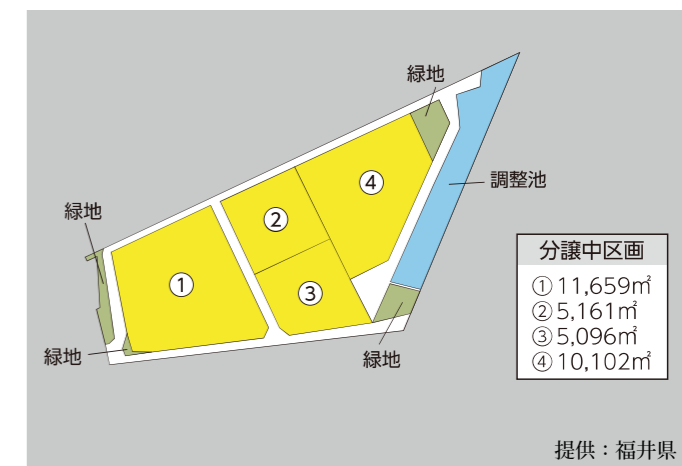 緑地
④
調整池
緑地
②
分譲中区画
①
③
①11,659㎡
②5,161㎡
③5,096㎡
④10,102㎡
緑地
緑地
提供：福井県